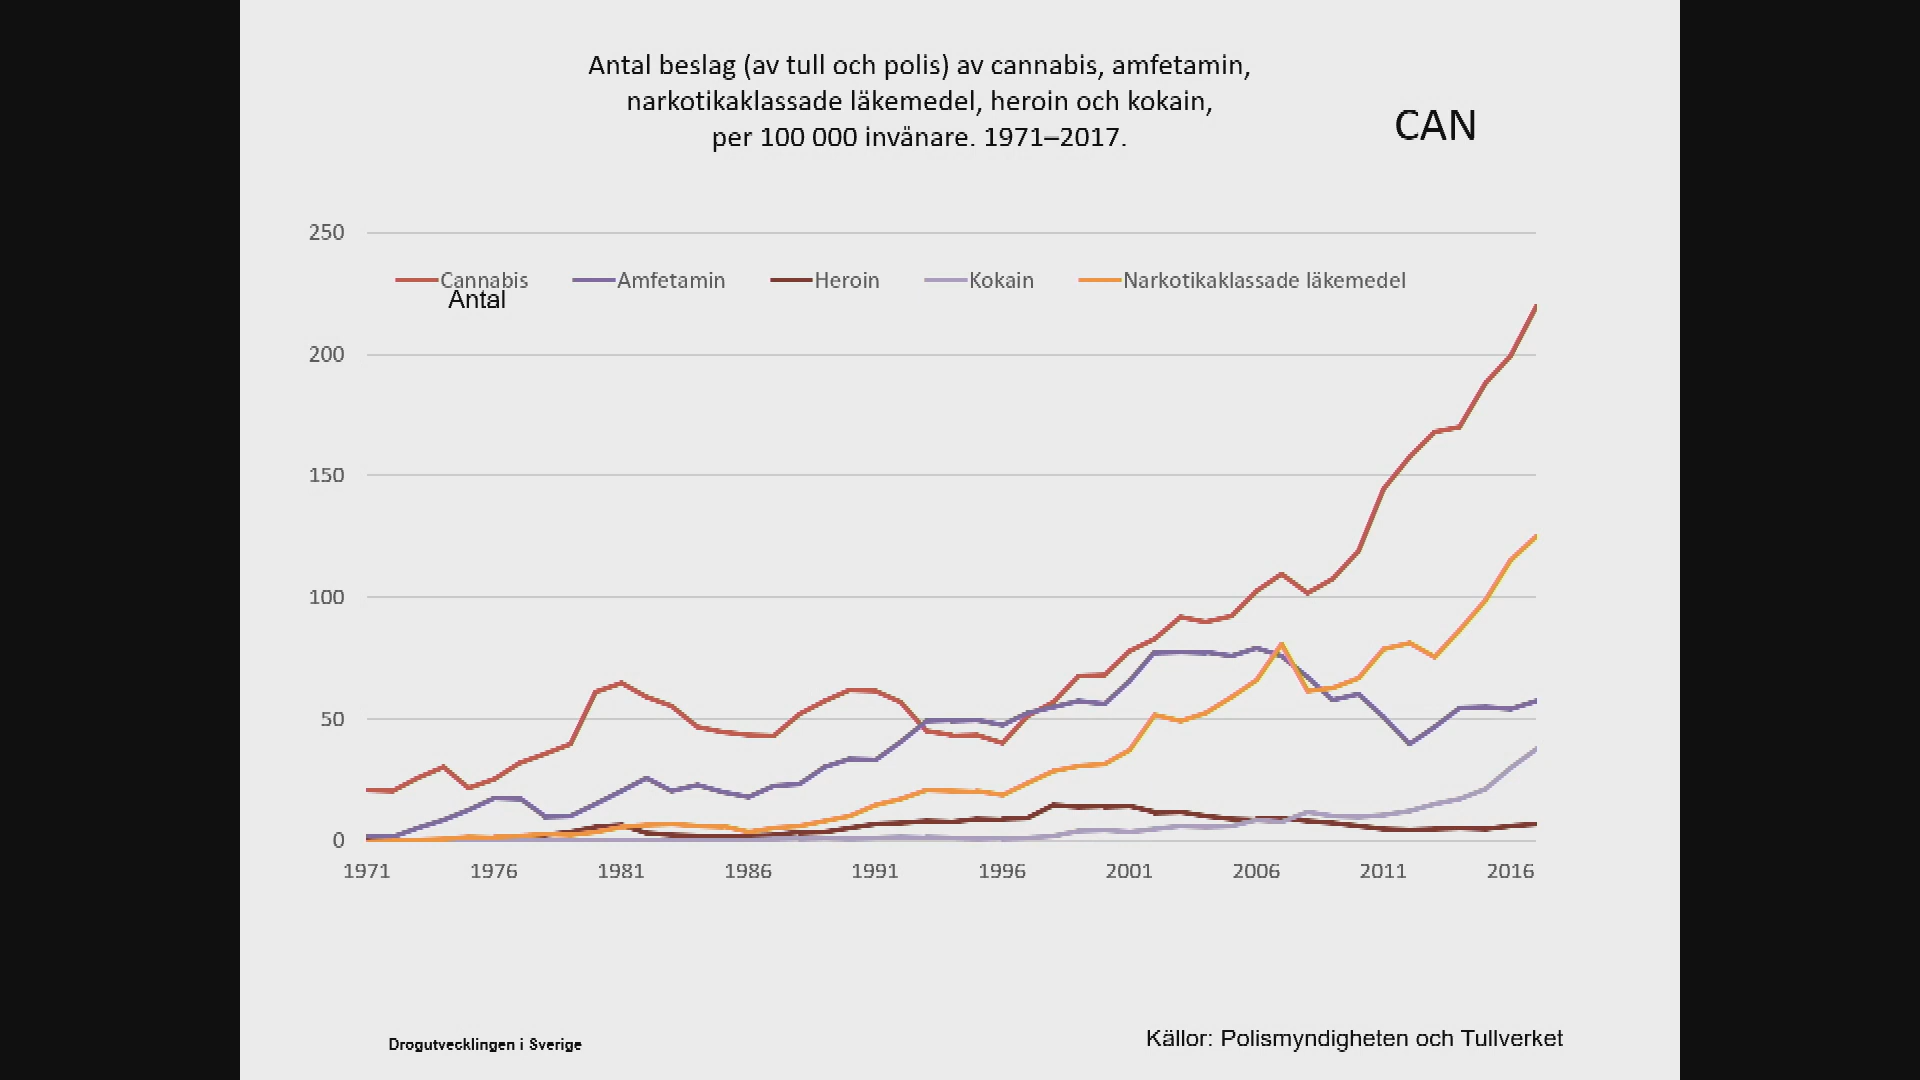 Antal beslag (av tull och polis) av cannabis, amfetamin,
narkotikaklassade läkemedel, heroin och kokain,
per 100 000 invånare. 1971–2017.
CAN
250
Cannabis
Amfetamin
Heroin
Kokain
Narkotikaklassade läkemedel
Antal
200
150
100
50
0
1971
1976
1981
1986
1991
1996
2001
2006
2011
2016
Drogutvecklingen i Sverige
Källor: Polismyndigheten och Tullverket